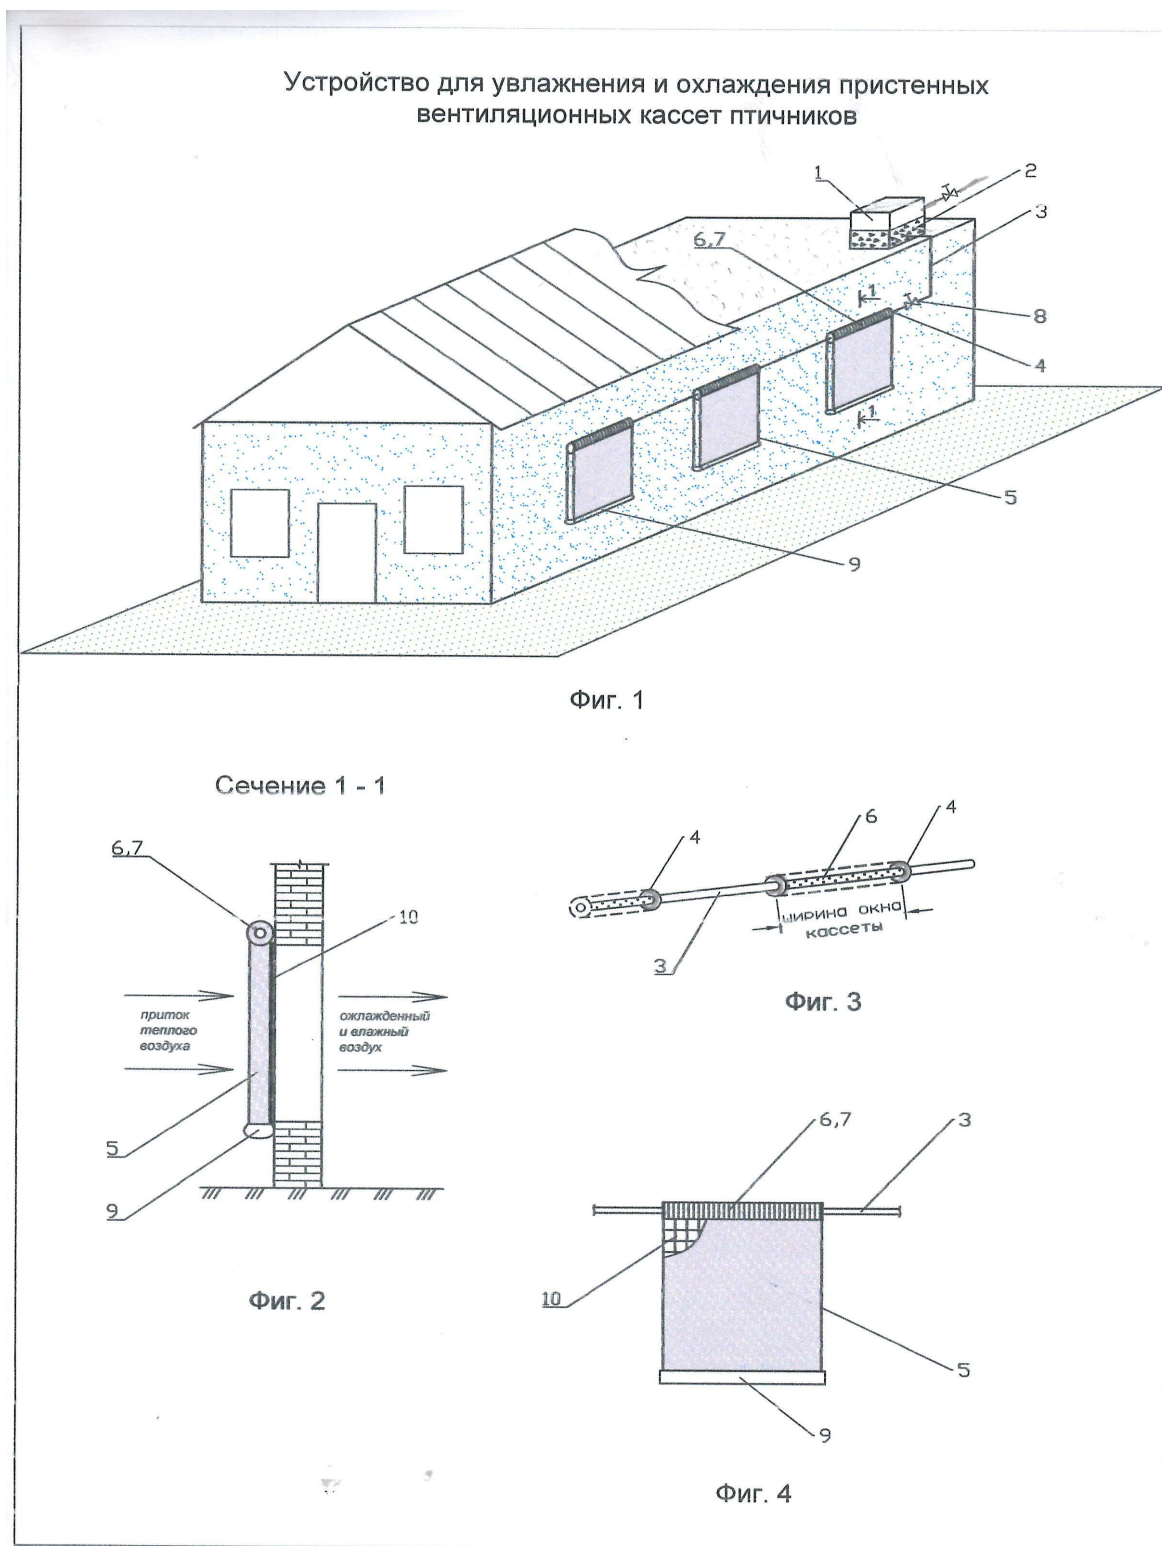 Устройство для увлажнения и охлаждения пристенных
вентиляционных кассет птичников
1
2
3
6,7
1
8
4
1
5
9
Фиг. 1
Сечение 1 - 1
6,7
10
приток
теплого
воздуха
охлажденный
и влажный
воздух
5
9
Фиг. 2
4
6
4
ширина окна
кассеты
3
Фиг. 3
6,7
3
10
5
9
Фиг. 4